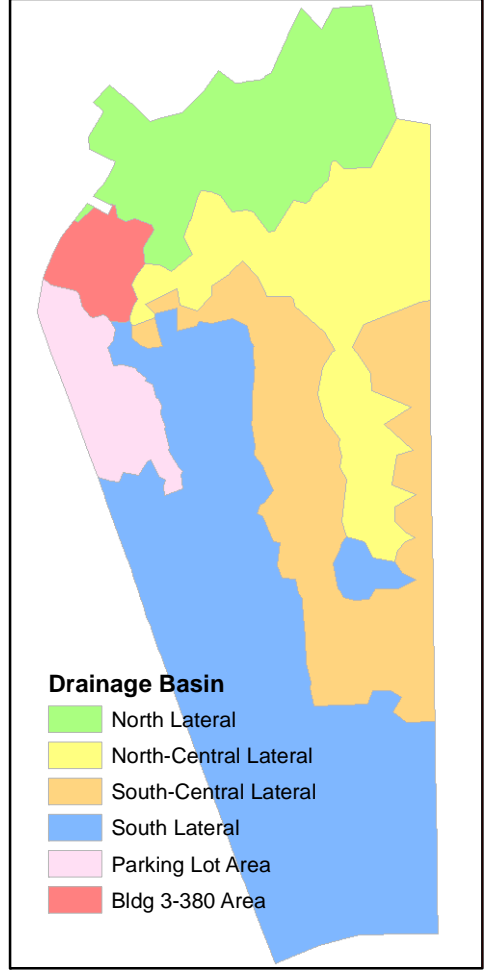 Drainage Basin
North Lateral
North-Central Lateral
South-Central Lateral
South Lateral
Parking Lot Area
Bldg 3-380 Area